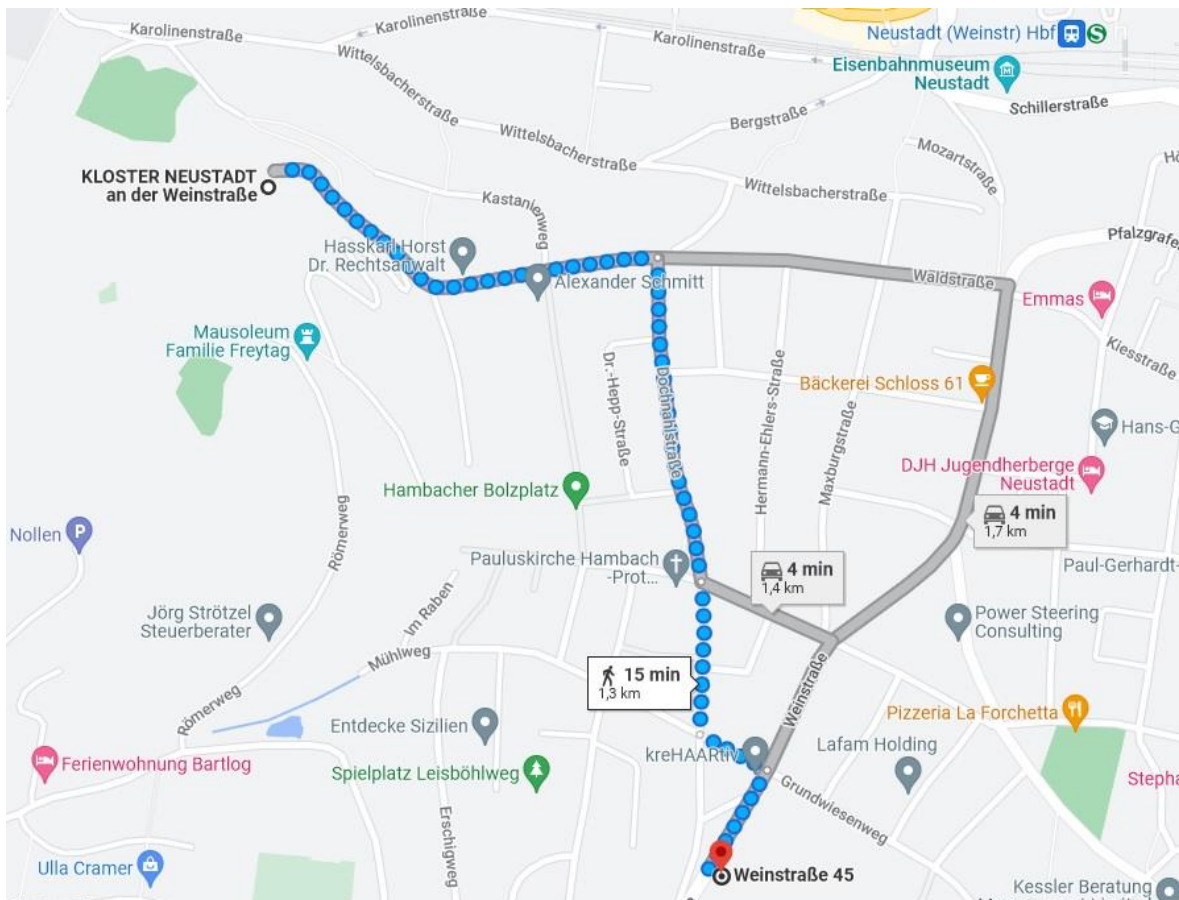 Karolinenstraße
Karolinenstraße
Karolinenstraße
Neustadt (Weinstr) Hbf
S
Eisenbahnmuseum
Neustadt
Schillerstraße
Wittelsbacherstraße
Wittelsbacherstraße
Bergstraße
Mozartstraße
Wittelsbacherstraße
KLOSTER NEUSTADT
an der Weinstraße
Kastanienweg
Pfalzgrafen
Hasskarl Horst
Dr. Rechtsanwalt
Alexander Schmitt
Waldstraße
Emmas
Kiesstraße
Mausoleum
Familie Freytag
Dr.-Hepp-Straße
Dochnahlstraße
Hermann-Ehlers-Straße
Maxburgstraße
Bäckerei Schloss 61
Hans-G
DJH Jugendherberge
Neustadt
Hambacher Bolzplatz
4 min
1,7 km
Nollen
P
Römerweg
Pauluskirche Hambach
-Prot...
4 min
1,4 km
Paul-Gerhardt-
Jörg Strötzel
Steuerberater
Im Raben
Mühlweg
Power Steering
Consulting
15 min
1,3 km
Weinstraße
Römerweg
Entdecke Sizilien
Pizzeria La Forchetta
kreHAARtiv
Lafam Holding
Ferienwohnung Bartlog
Spielplatz Leisböhlweg
Stepha
Grundwiesenweg
Erschigweg
Ulla Cramer
Weinstraße 45
Kessler Beratung